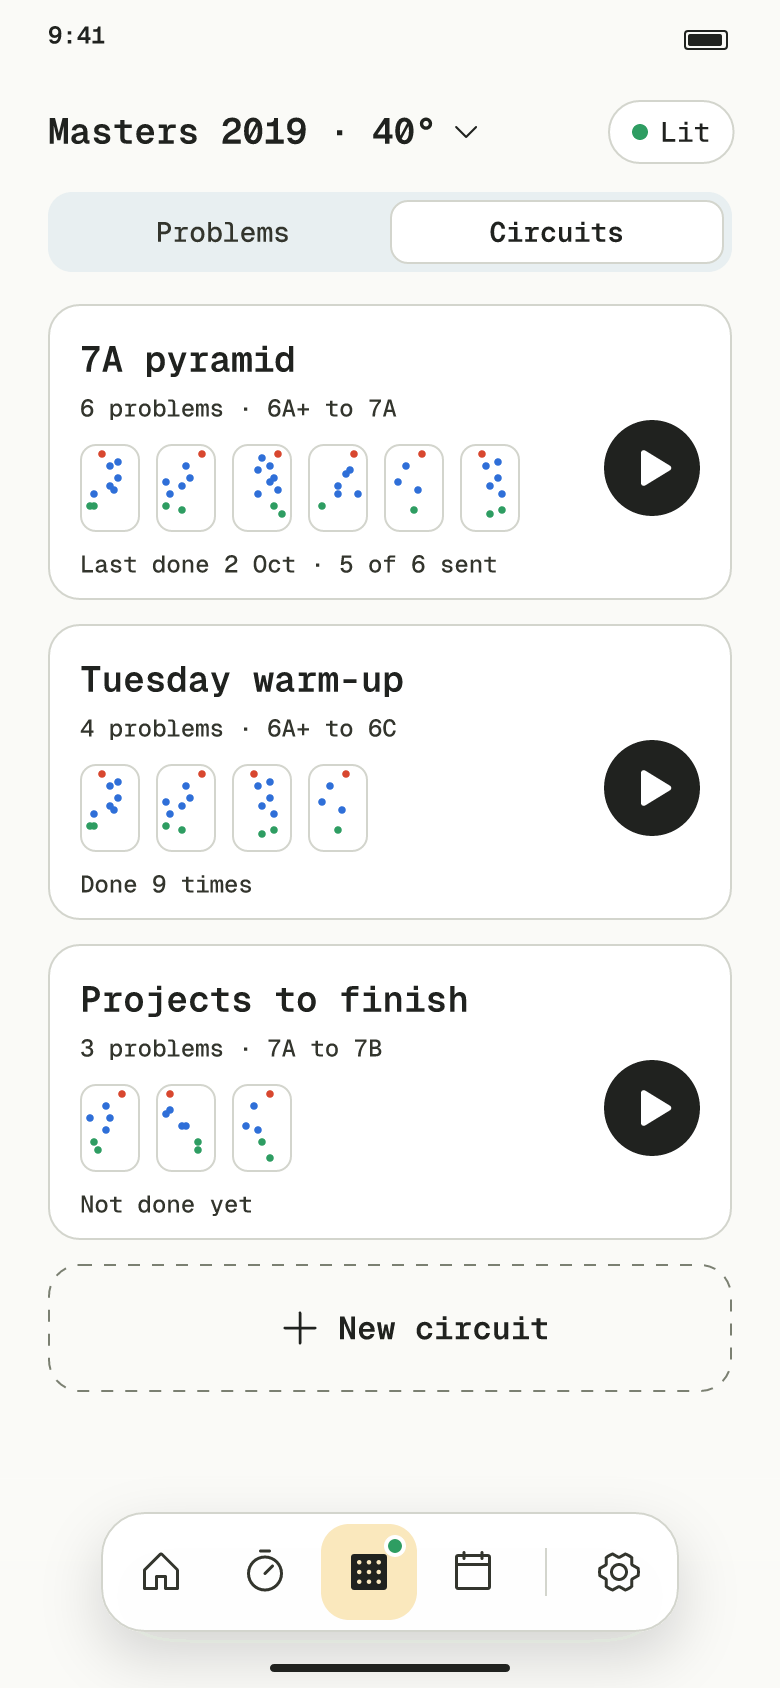 9:41
Masters 2019 · 40°
Lit
Problems
Circuits
7A pyramid
6 problems · 6A+ to 7A
Last done 2 Oct · 5 of 6 sent
Tuesday warm-up
4 problems · 6A+ to 6C
Done 9 times
Projects to finish
3 problems · 7A to 7B
Not done yet
New circuit